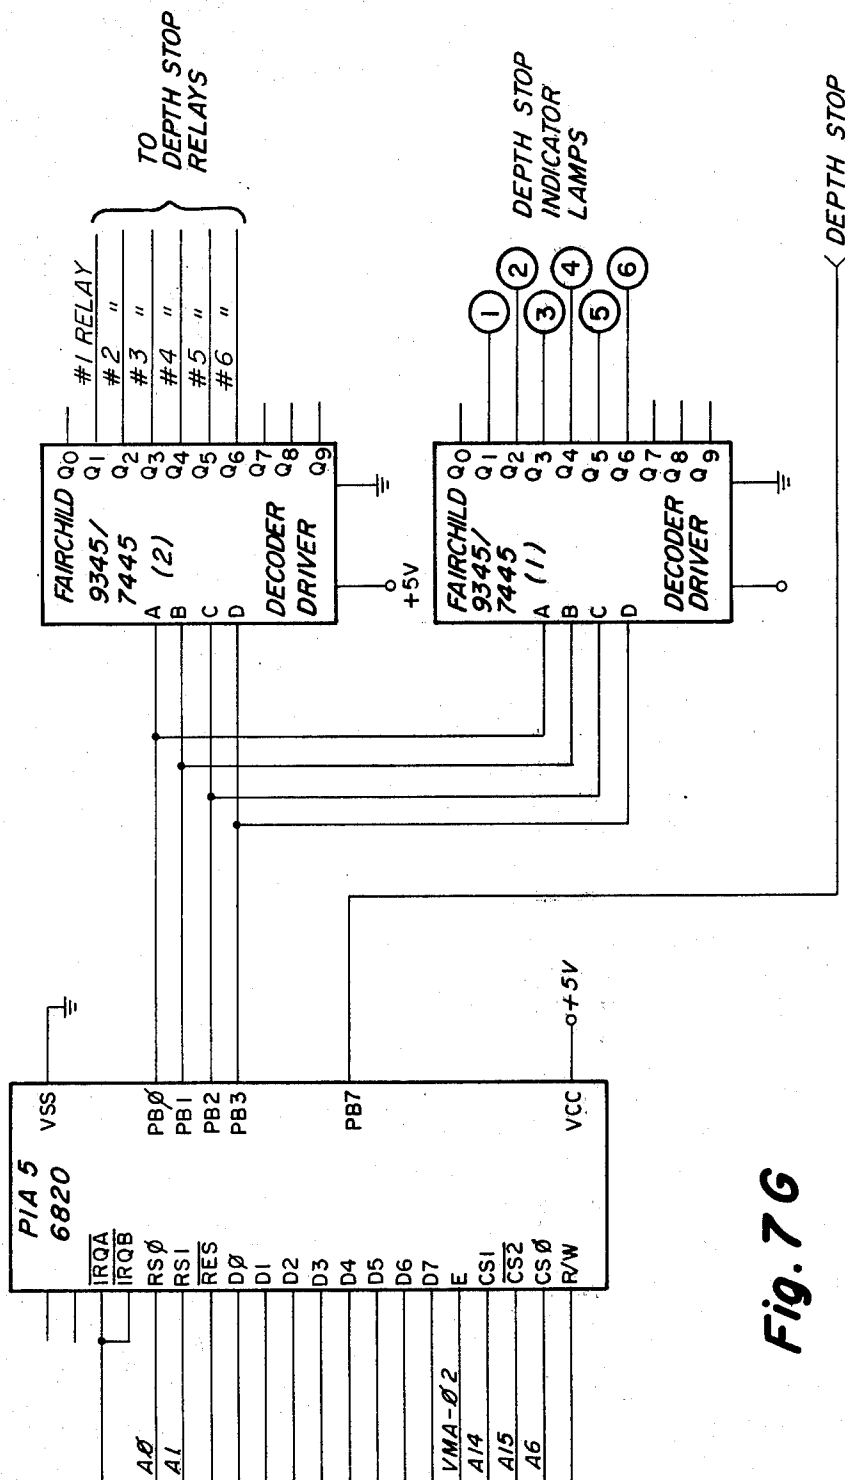 PIA 5
6820
VSS
IRQA
IRQB
RSØ
RS1
RES
DØ
D1
D2
D3
D4
D5
D6
D7
E
CS1
CS2
CSØ
R/W
PBØ
PB1
PB2
PB3
PB7
VCC
+5V
AØ
A1
VMA-Ø2
A14
A15
A6
FAIRCHILD
9345/
7445
(2)
A
B
C
D
DECODER
DRIVER
Q0
Q1
Q2
Q3
Q4
Q5
Q6
Q7
Q8
Q9
+5V
#1 RELAY
#2 "
#3 "
#4 "
#5 "
#6 "
TO
DEPTH STOP
RELAYS
FAIRCHILD
9345/
7445
(1)
A
B
C
D
DECODER
DRIVER
Q0
Q1
Q2
Q3
Q4
Q5
Q6
Q7
Q8
Q9
1
2
3
4
5
6
DEPTH STOP
INDICATOR
LAMPS
DEPTH STOP
Fig. 7G